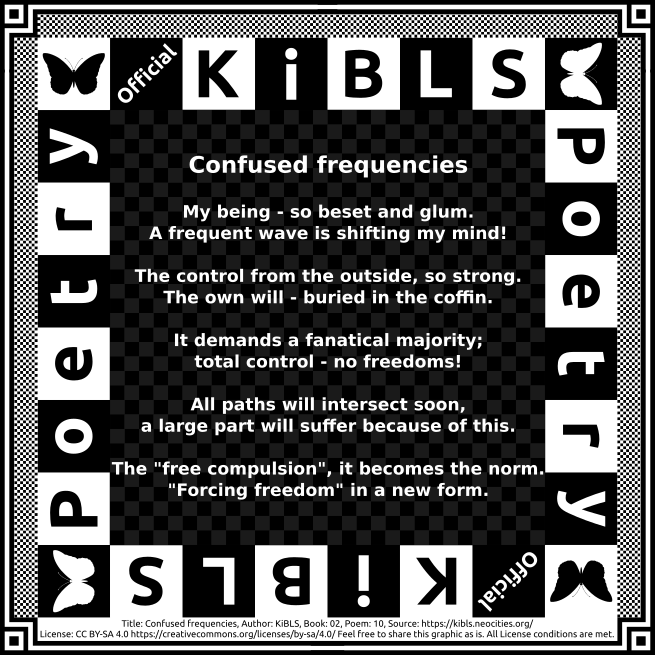 Official KiBLS
Poetry
Poetry
Confused frequencies
My being - so beset and glum.
A frequent wave is shifting my mind!
The control from the outside, so strong.
The own will - buried in the coffin.
It demands a fanatical majority;
total control - no freedoms!
All paths will intersect soon,
a large part will suffer because of this.
The "free compulsion", it becomes the norm.
"Forcing freedom" in a new form.
Official KiBLS
Title: Confused frequencies, Author: KiBLS, Book: 02, Poem: 10, Source: https://kibls.neocities.org/
License: CC BY-SA 4.0 https://creativecommons.org/licenses/by-sa/4.0/ Feel free to share this graphic as is. All License conditions are met.